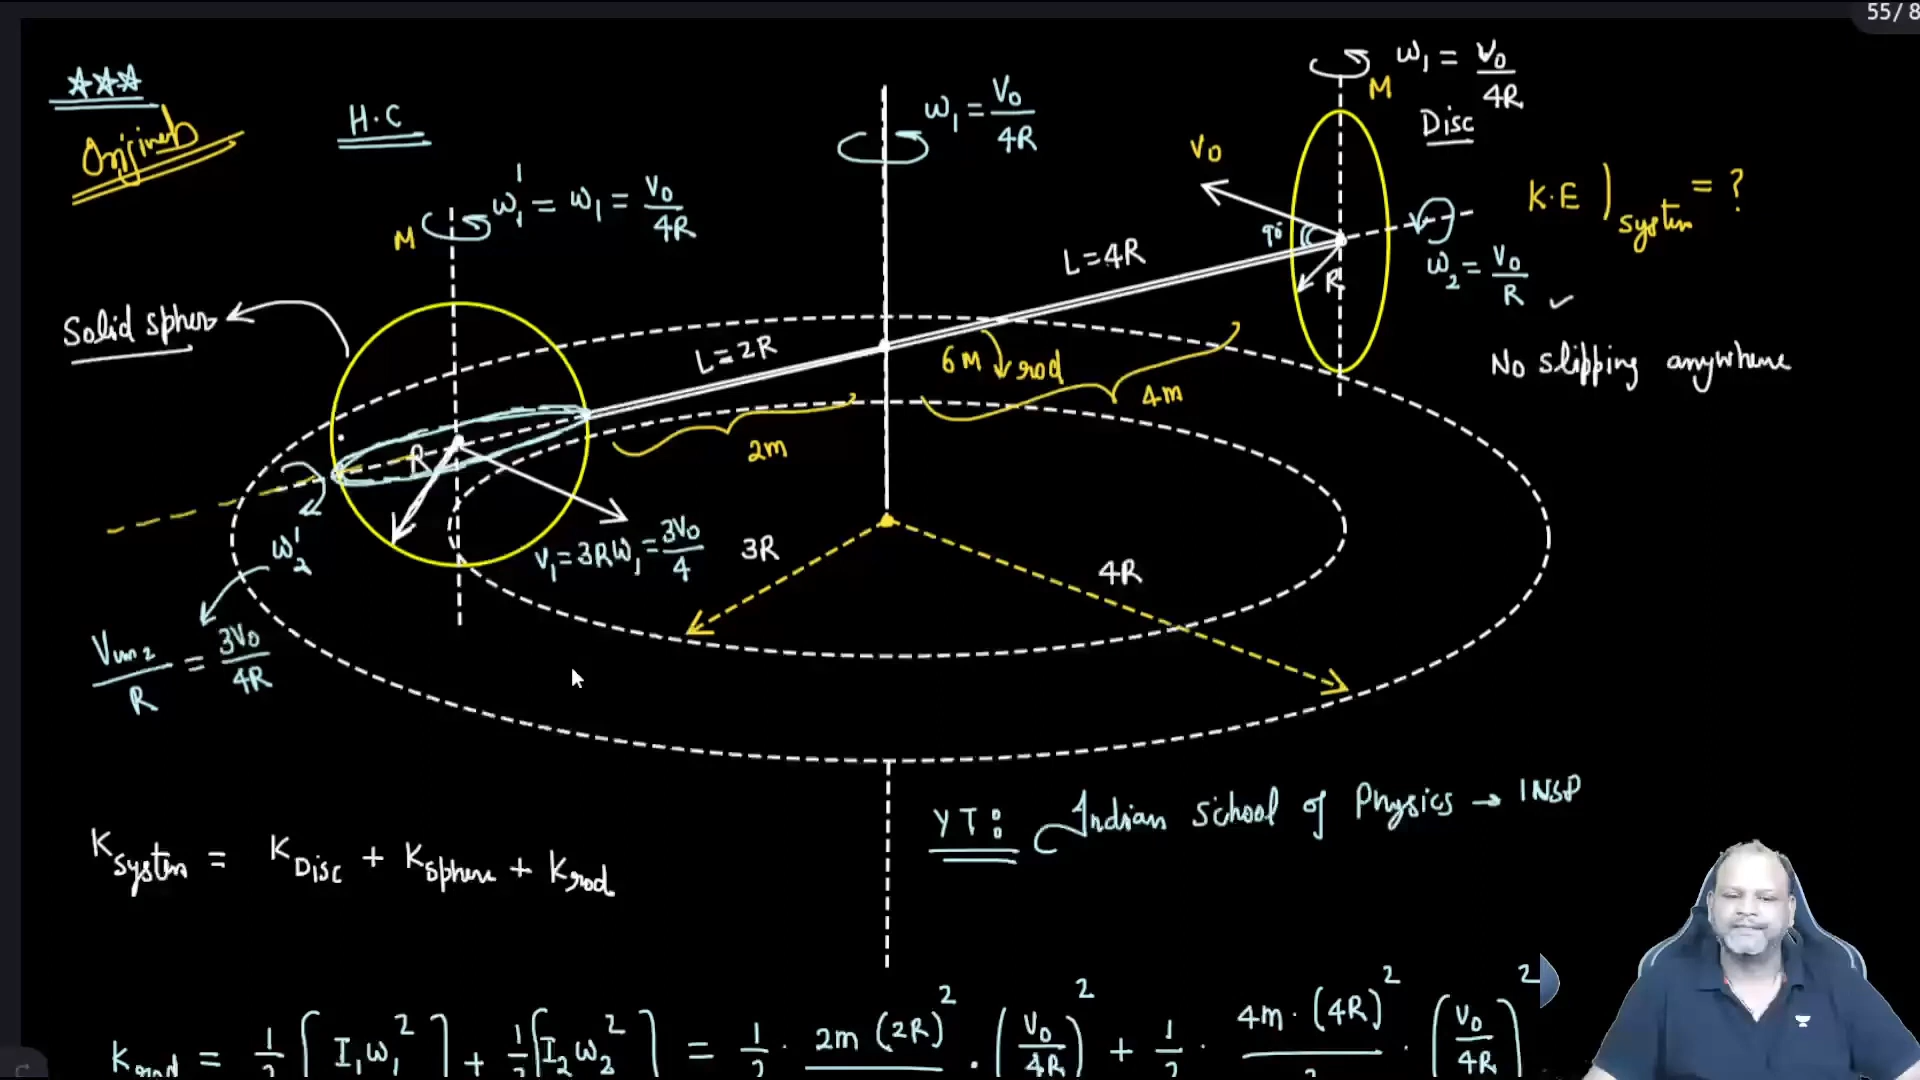 55/8
☆☆☆
Original
H.C
ω₁ = V₀/4R
ω₁ = V₀/4R
M
Disc
V₀
M
ω₁' = ω₁ = V₀/4R
K.E)system = ?
90°
L=4R
R
ω₂ = V₀/R ✓
Solid sphere
L=2R
6M → rod
No slipping anywhere
4m
2m
R
ω₂'
V₁=3Rω₁=3V₀/4
3R
4R
Vcm₂/R = 3V₀/4R
YT: Indian School of Physics → INSP
Ksystem = KDisc + Ksphere + Krod
Krod = 1/2 [I₁ω₁²] + 1/2 [I₂ω₂²] = 1/2 · 2m(2R)² · (V₀/4R)² + 1/2 · 4m·(4R)² · (V₀/4R)²